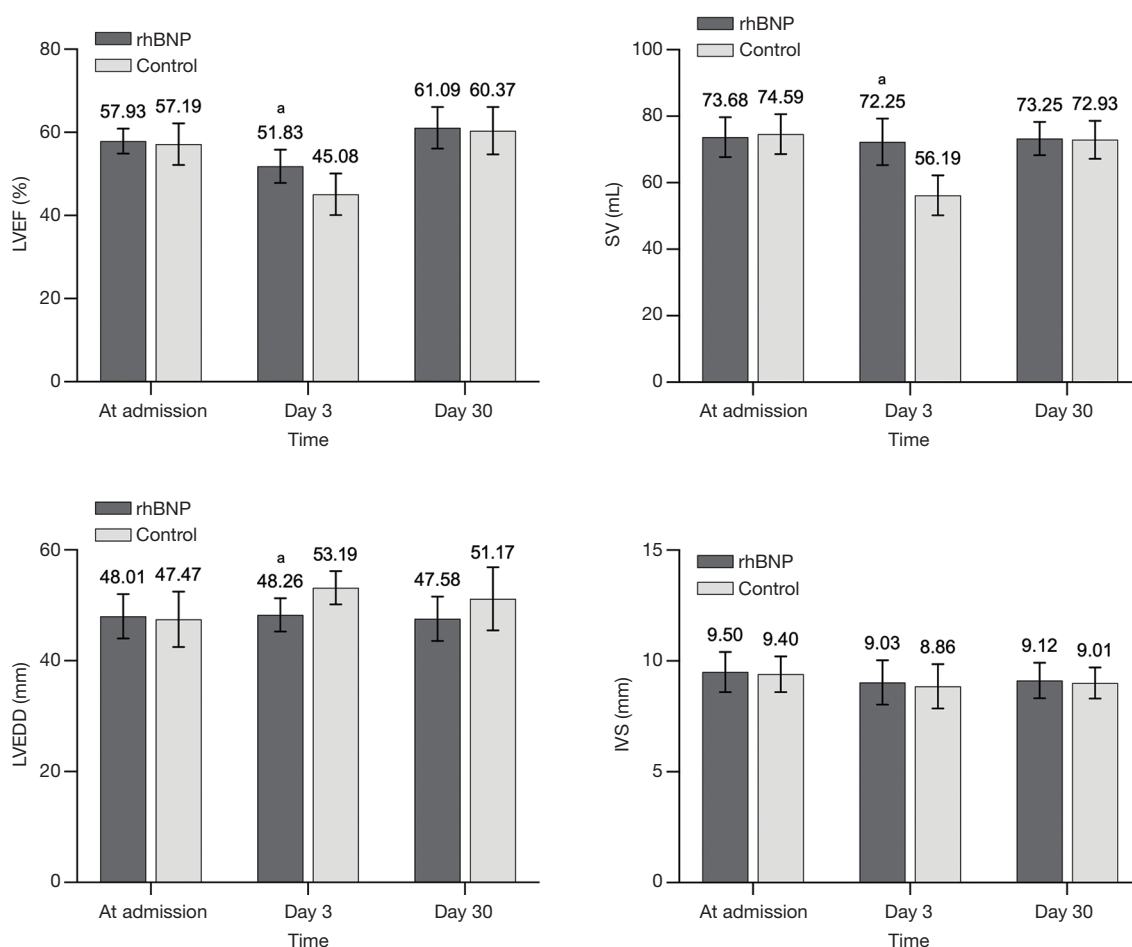 rhBNP
Control
80
60
40
20
0
LVEF (%)
57.93
57.19
a
51.83
45.08
61.09
60.37
At admission
Day 3
Day 30
Time
rhBNP
Control
100
80
60
40
20
0
SV (mL)
73.68
74.59
a
72.25
56.19
73.25
72.93
At admission
Day 3
Day 30
Time
rhBNP
Control
60
40
20
0
LVEDD (mm)
48.01
47.47
a
48.26
53.19
47.58
51.17
At admission
Day 3
Day 30
Time
rhBNP
Control
15
10
5
0
IVS (mm)
9.50
9.40
9.03
8.86
9.12
9.01
At admission
Day 3
Day 30
Time